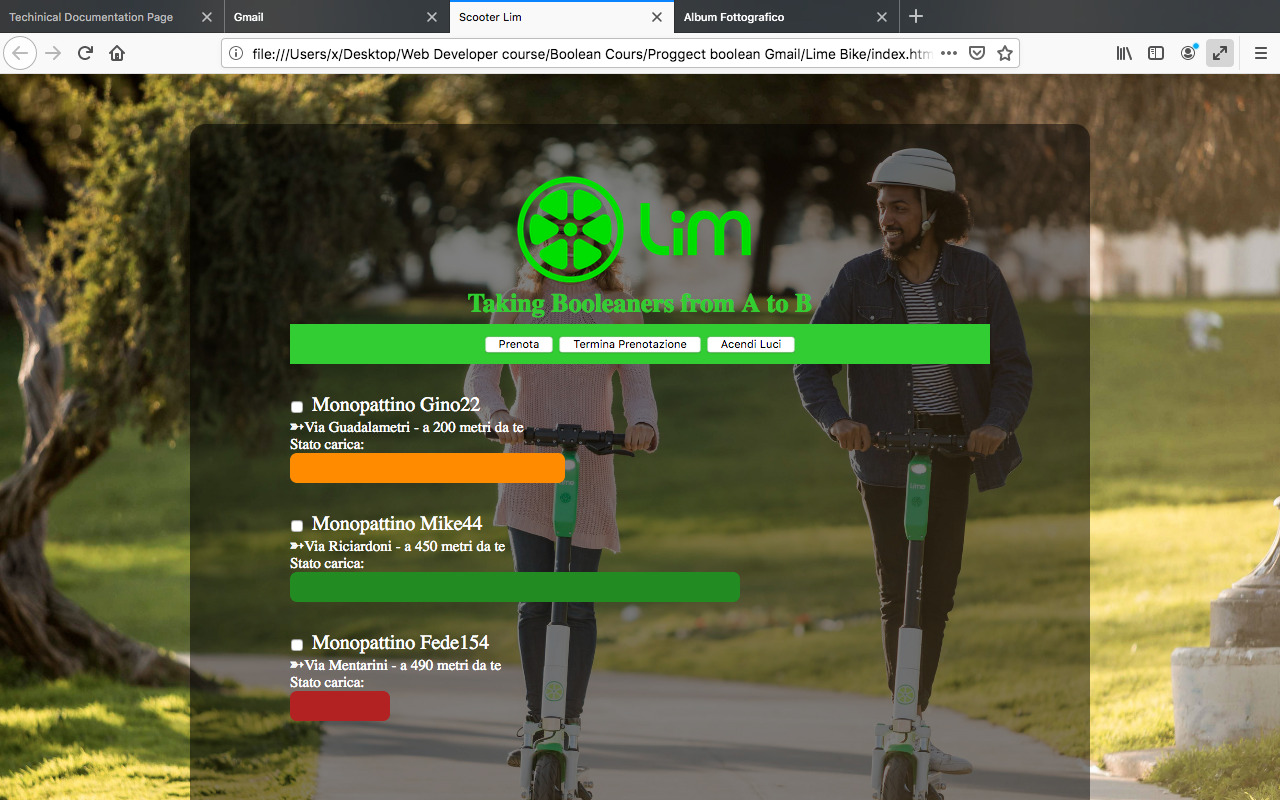 Techinical Documentation Page
Gmail
Scooter Lim
Album Fottografico
file:///Users/x/Desktop/Web Developer course/Boolean Cours/Proggect boolean Gmail/Lime Bike/index.htm
Lim
Taking Booleaners from A to B
Prenota
Termina Prenotazione
Acendi Luci
Monopattino Gino22
➽Via Guadalametri - a 200 metri da te
Stato carica:
Monopattino Mike44
➽Via Riciardoni - a 450 metri da te
Stato carica:
Monopattino Fede154
➽Via Mentarini - a 490 metri da te
Stato carica:
lime
lime